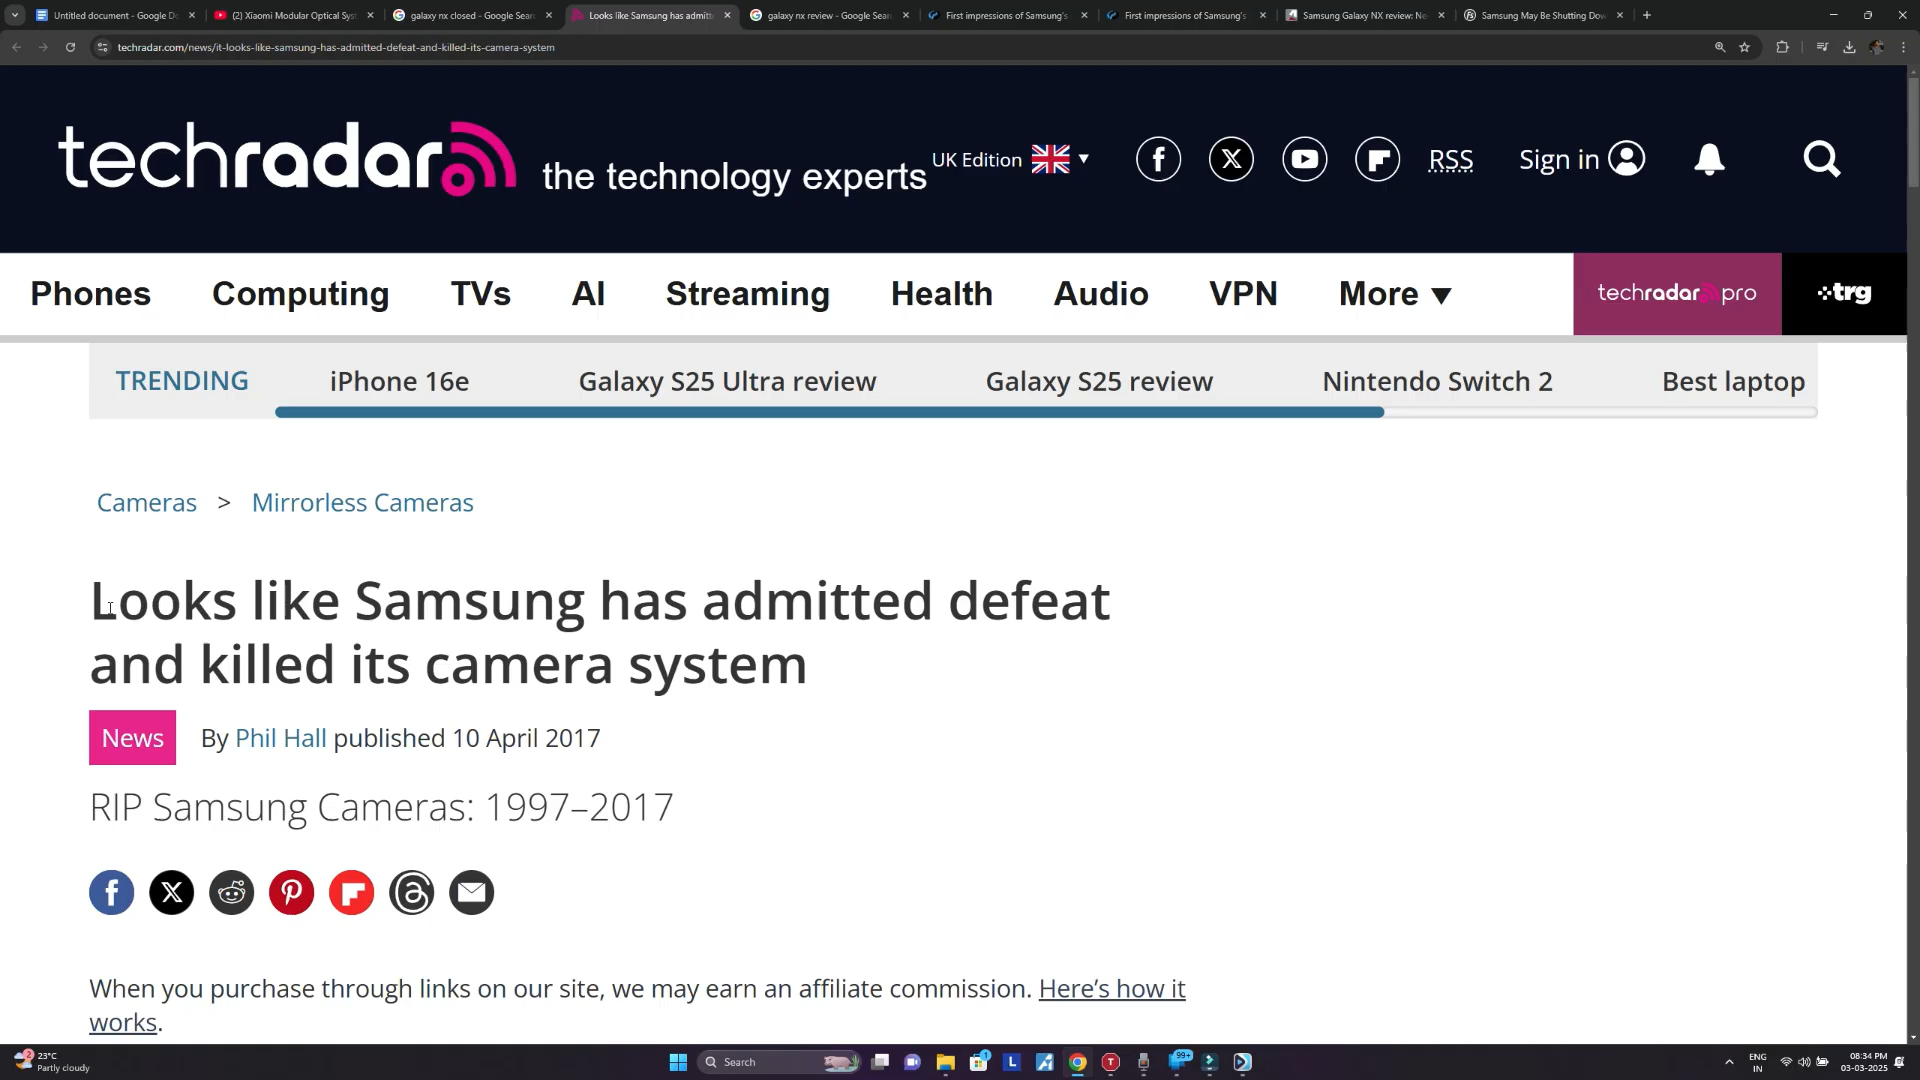 Untitled document - Google Do
(2) Xiaomi Modular Optical Syst
galaxy nx closed - Google Searc
Looks like Samsung has admitte
galaxy nx review - Google Searc
First impressions of Samsung's
First impressions of Samsung's
Samsung Galaxy NX review: Ne
Samsung May Be Shutting Dow
techradar.com/news/it-looks-like-samsung-has-admitted-defeat-and-killed-its-camera-system
techradar
the technology experts
UK Edition
RSS
Sign in
Phones
Computing
TVs
AI
Streaming
Health
Audio
VPN
More ▼
techradar pro
trg
TRENDING
iPhone 16e
Galaxy S25 Ultra review
Galaxy S25 review
Nintendo Switch 2
Best laptop
Cameras > Mirrorless Cameras
Looks like Samsung has admitted defeat
and killed its camera system
News
By Phil Hall published 10 April 2017
RIP Samsung Cameras: 1997–2017
When you purchase through links on our site, we may earn an affiliate commission. Here's how it
works.
23°C
Partly cloudy
Search
99+
ENG
IN
08:34 PM
03-03-2025